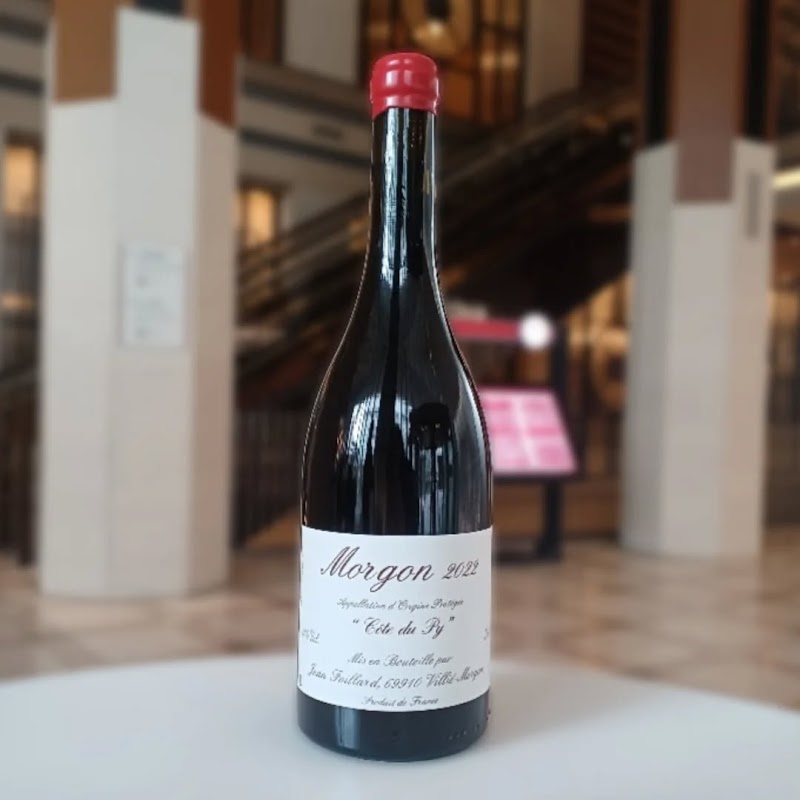 Morgon 2022
Appellation d'Origine Protégée
"Côte du Py"
Mis en Bouteille par
Jean Foillard, 69910 Villié-Morgon
Produit de France